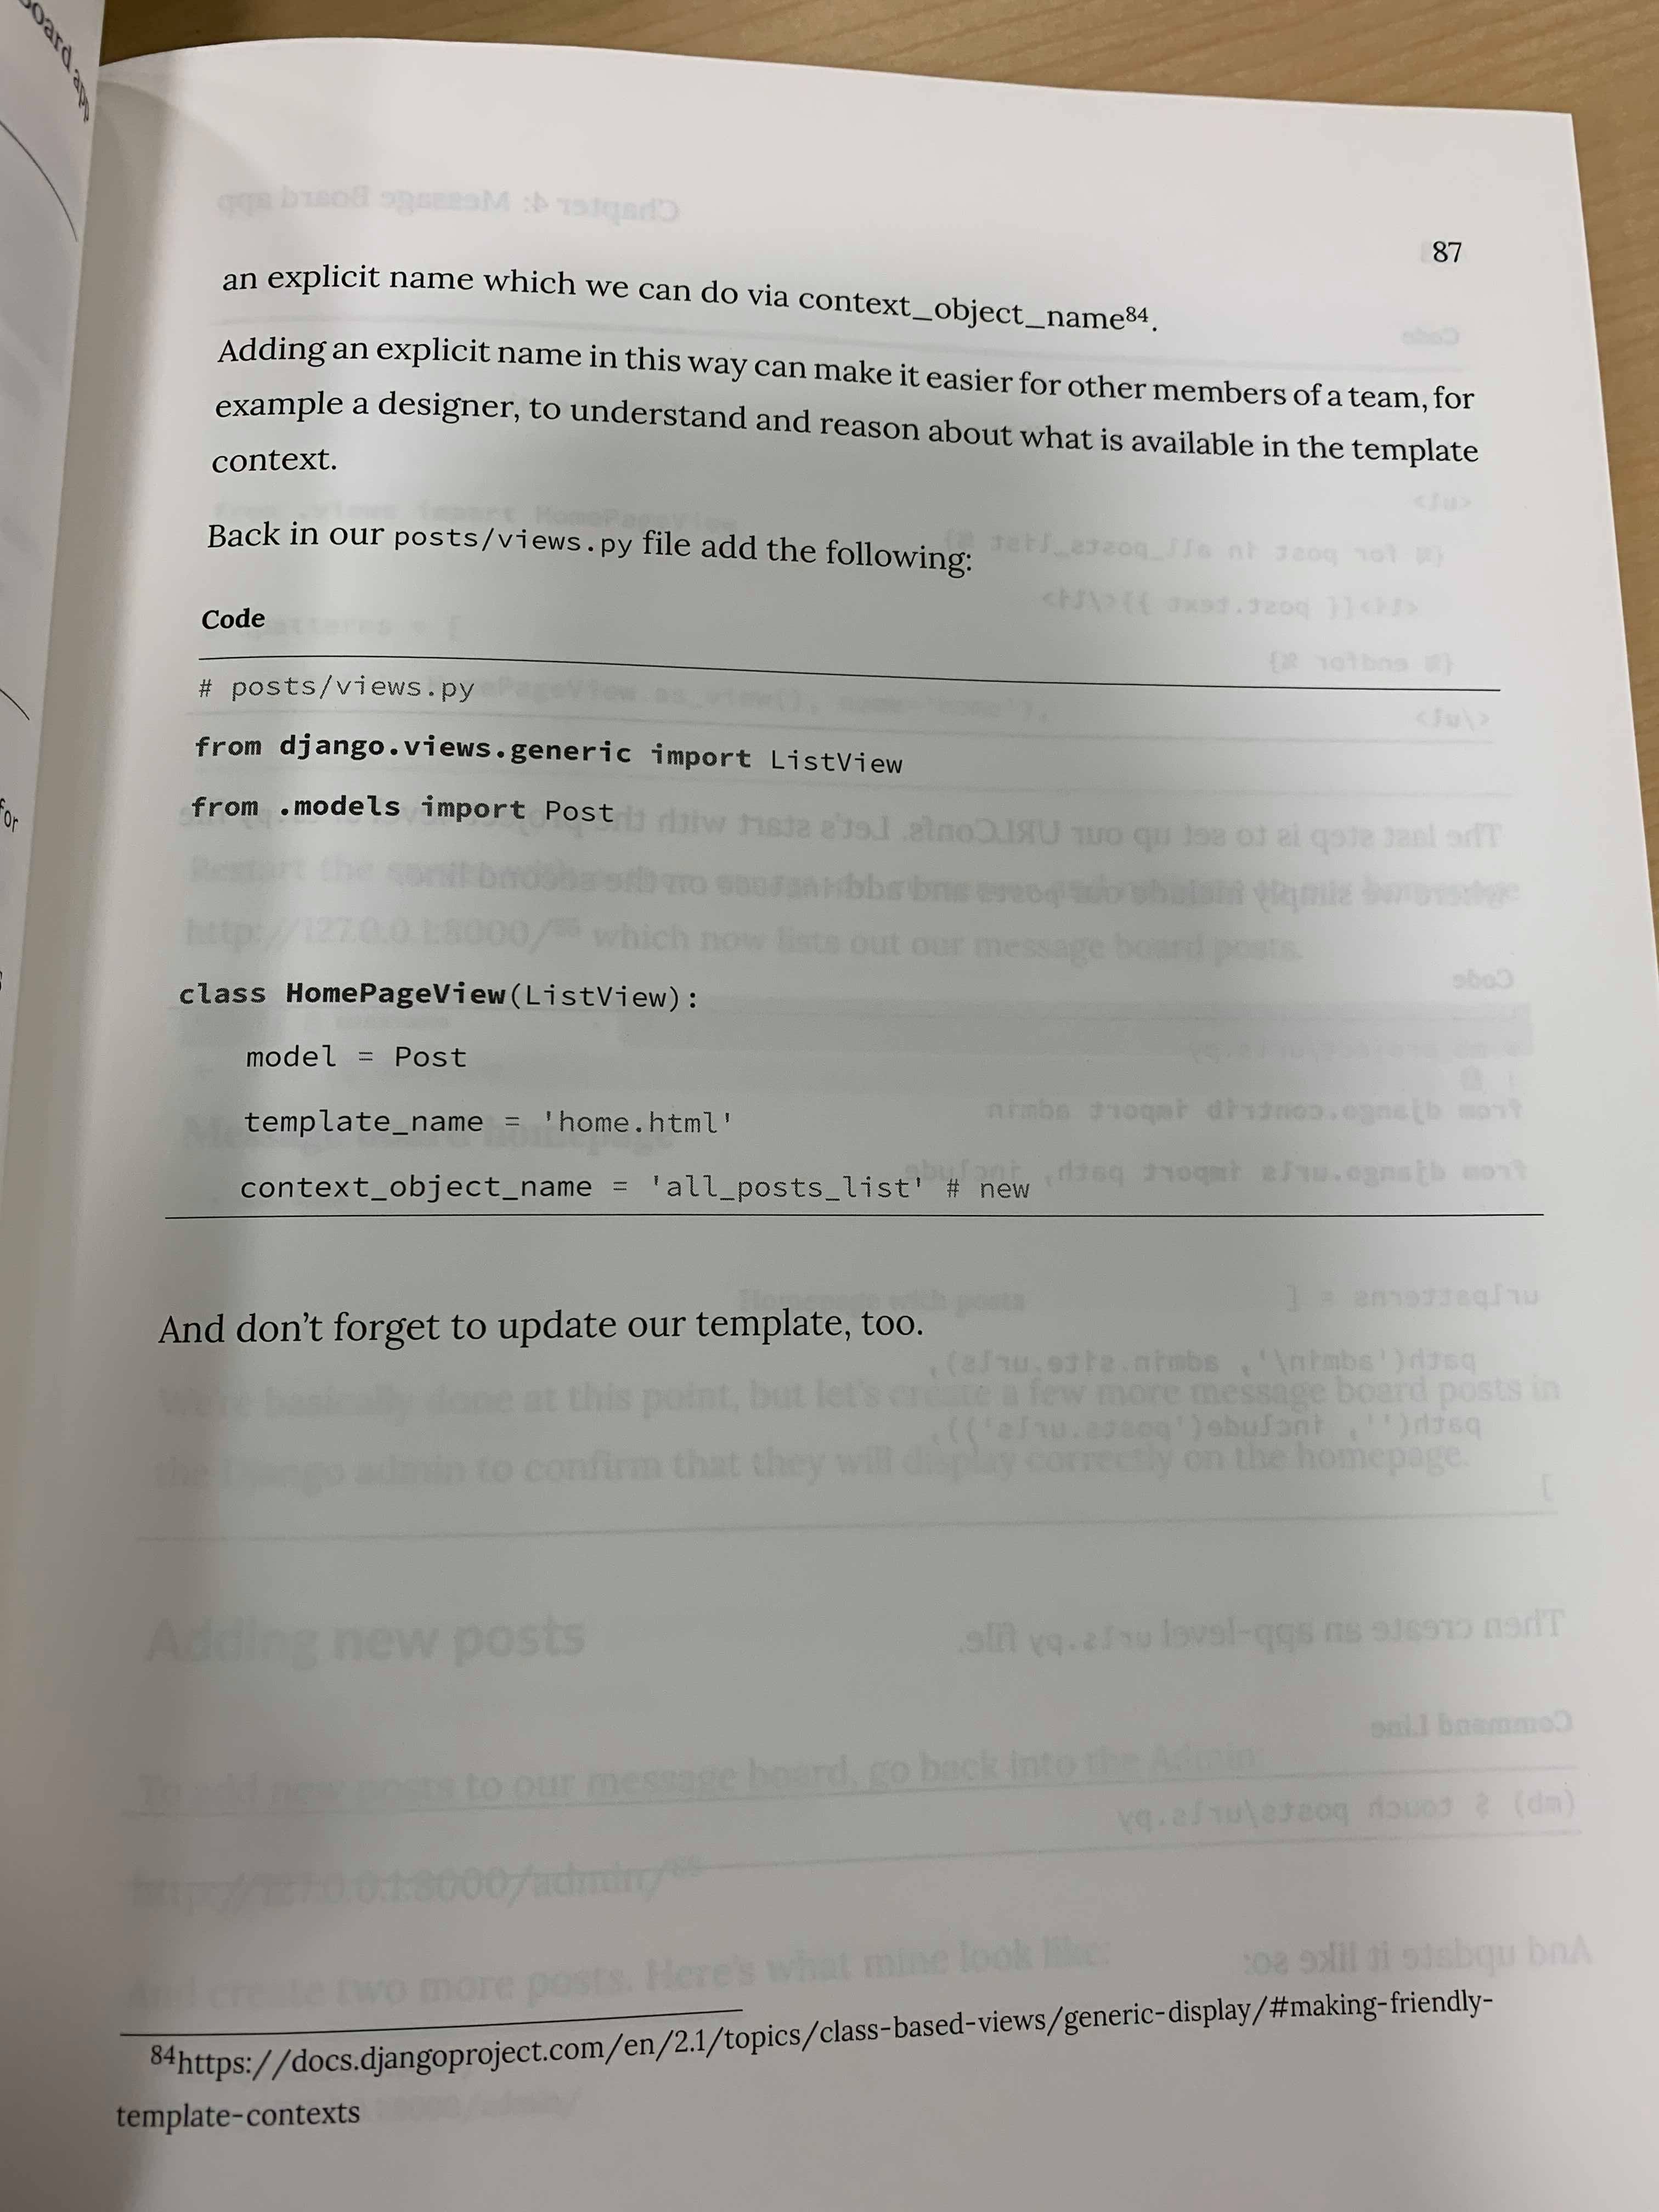 oard app
87
an explicit name which we can do via context_object_name84.
Adding an explicit name in this way can make it easier for other members of a team, for
example a designer, to understand and reason about what is available in the template
context.
Back in our posts/views.py file add the following:
Code
# posts/views.py
from django.views.generic import ListView
from .models import Post
class HomePageView(ListView):
    model = Post
    template_name = 'home.html'
    context_object_name = 'all_posts_list' # new
And don’t forget to update our template, too.
84https://docs.djangoproject.com/en/2.1/topics/class-based-views/generic-display/#making-friendly-
template-contexts